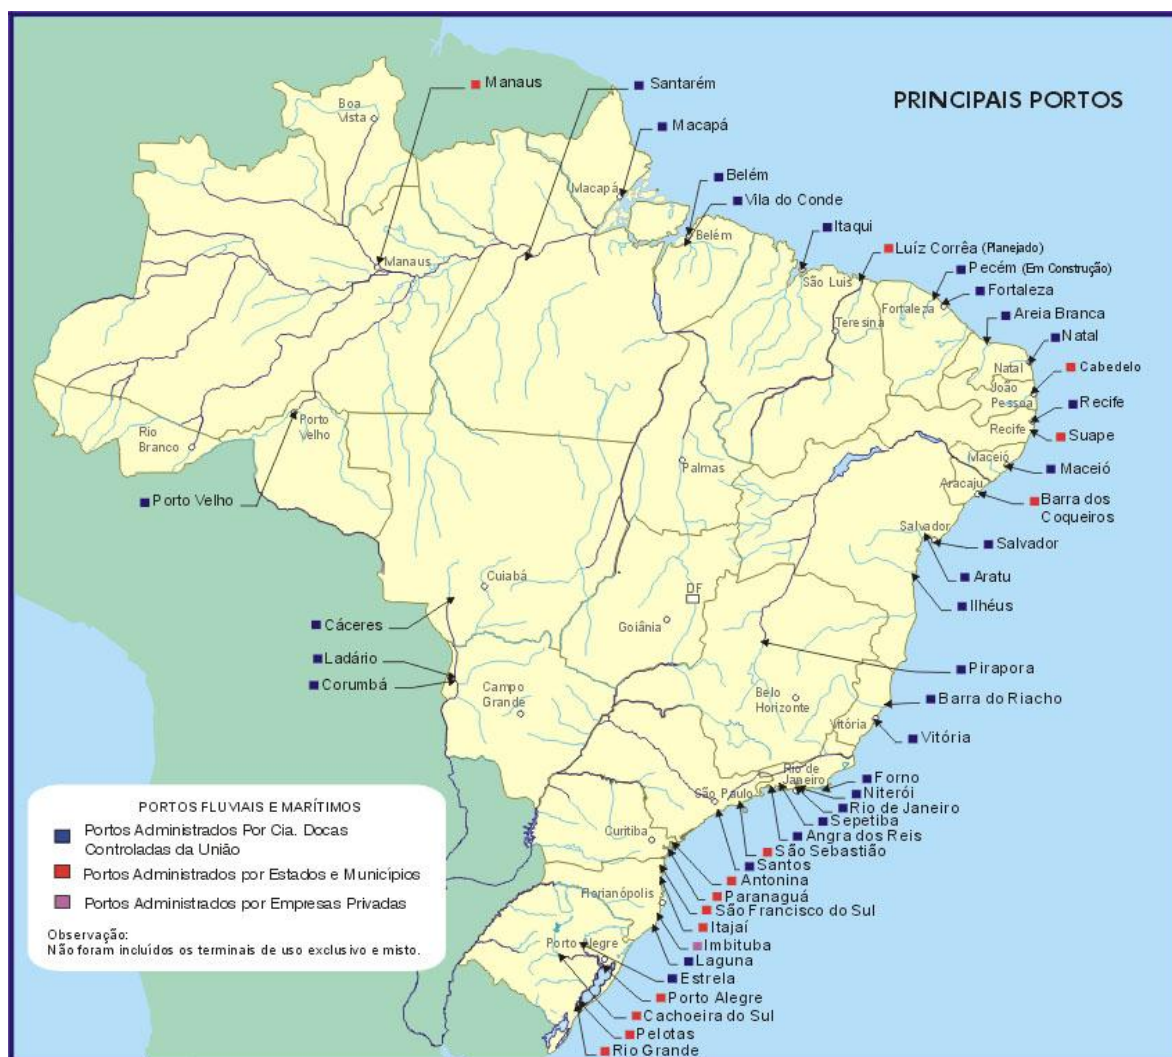 PRINCIPAIS PORTOS
Manaus
Santarém
Macapá
Belém
Vila do Conde
Itaqui
Luíz Corrêa (Planejado)
Pecém (Em Construção)
Fortaleza
Areia Branca
Natal
Cabedelo
Recife
Suape
Maceió
Barra dos
Coqueiros
Salvador
Aratu
Ilhéus
Pirapora
Barra do Riacho
Vitória
Forno
Niterói
Rio de Janeiro
Sepetiba
Angra dos Reis
São Sebastião
Santos
Antonina
Paranaguá
São Francisco do Sul
Itajaí
Imbituba
Laguna
Estrela
Porto Alegre
Cachoeira do Sul
Pelotas
Rio Grande
Porto Velho
Cáceres
Ladário
Corumbá
Boa
Vista
Macapá
Manaus
Belém
São Luis
Teresina
Fortaleza
Natal
João
Pessoa
Recife
Maceió
Aracaju
Salvador
Rio
Branco
Porto
Velho
Palmas
Cuiabá
DF
Goiânia
Campo
Grande
Belo
Horizonte
Vitória
Rio de
Janeiro
São Paulo
Curitiba
Florianópolis
Porto Alegre
PORTOS FLUVIAIS E MARÍTIMOS
Portos Administrados Por Cia. Docas
Controladas da União
Portos Administrados por Estados e Municípios
Portos Administrados por Empresas Privadas
Observação:
Não foram incluídos os terminais de uso exclusivo e misto.